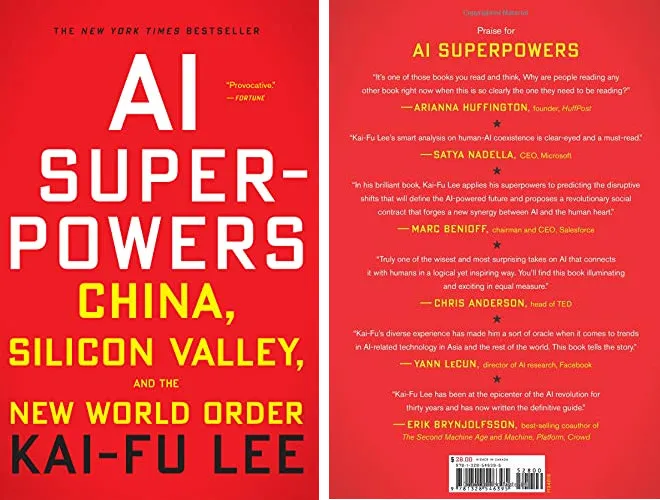 THE NEW YORK TIMES BESTSELLER
AI
"Provocative."
—FORTUNE
SUPER-
POWERS
CHINA,
SILICON VALLEY,
AND THE
NEW WORLD ORDER
KAI-FU LEE
Copyrighted Material
Praise for
AI SUPERPOWERS
"It's one of those books you read and think, Why are people reading any
other book right now when this is so clearly the one they need to be reading?"
—ARIANNA HUFFINGTON, founder, HuffPost
"Kai-Fu Lee's smart analysis on human-AI coexistence is clear-eyed and a must-read."
—SATYA NADELLA, CEO, Microsoft
"In his brilliant book, Kai-Fu Lee applies his superpowers to predicting the disruptive
shifts that will define the AI-powered future and proposes a revolutionary social
contract that forges a new synergy between AI and the human heart."
—MARC BENIOFF, chairman and CEO, Salesforce
"Truly one of the wisest and most surprising takes on AI that connects
it with humans in a logical yet inspiring way. You'll find this book illuminating
and exciting in equal measure."
—CHRIS ANDERSON, head of TED
"Kai-Fu's diverse experience has made him a sort of oracle when it comes to trends
in AI-related technology in Asia and the rest of the world. This book tells the story."
—YANN LeCUN, director of AI research, Facebook
"Kai-Fu Lee has been at the epicenter of the AI revolution for
thirty years and has now written the definitive guide."
—ERIK BRYNJOLFSSON, best-selling coauthor of
The Second Machine Age and Machine, Platform, Crowd
$28.00
52800